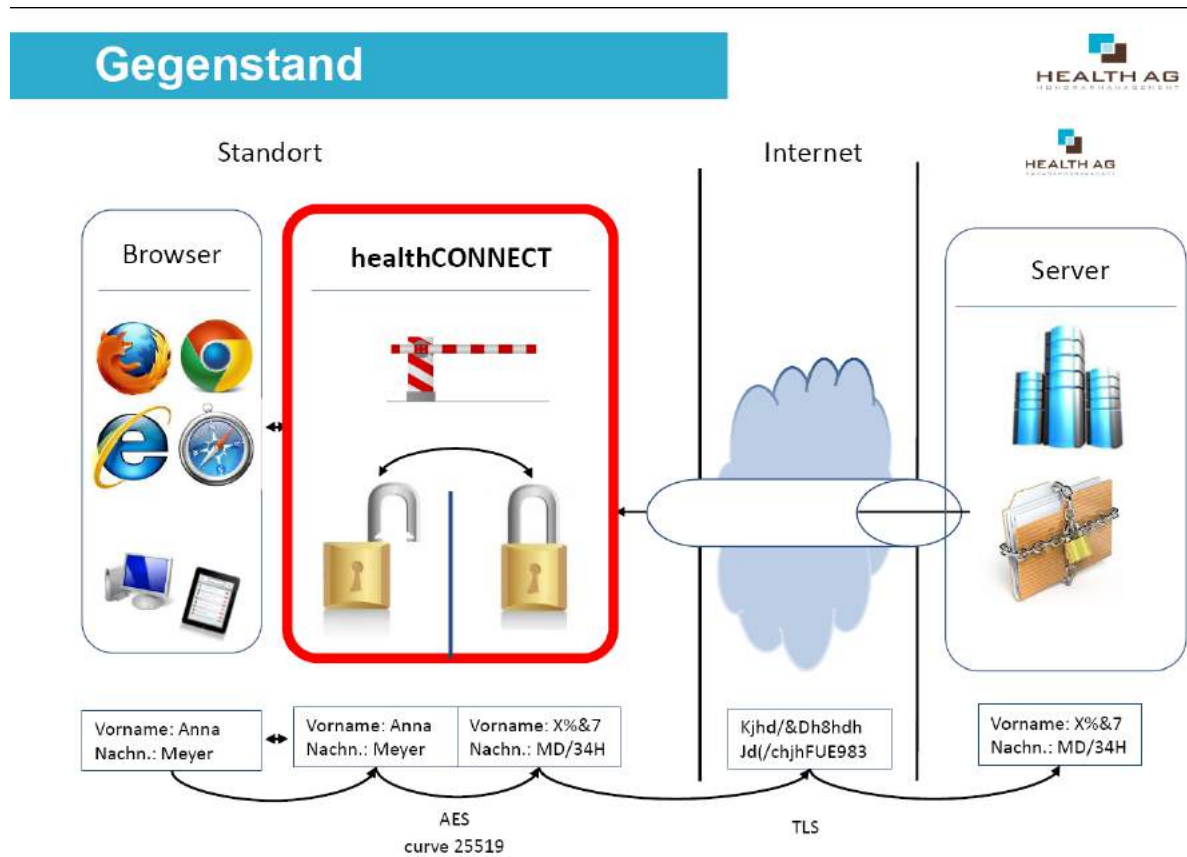 Gegenstand
HEALTH AG
HONORARMANAGEMENT
Standort
Internet
HEALTH AG
Browser
healthCONNECT
Server
Vorname: Anna
Nachn.: Meyer
Vorname: Anna
Nachn.: Meyer
Vorname: X%&7
Nachn.: MD/34H
Kjhd/&Dh8hdh
Jd(/chjhFUE983
Vorname: X%&7
Nachn.: MD/34H
AES
curve 25519
TLS